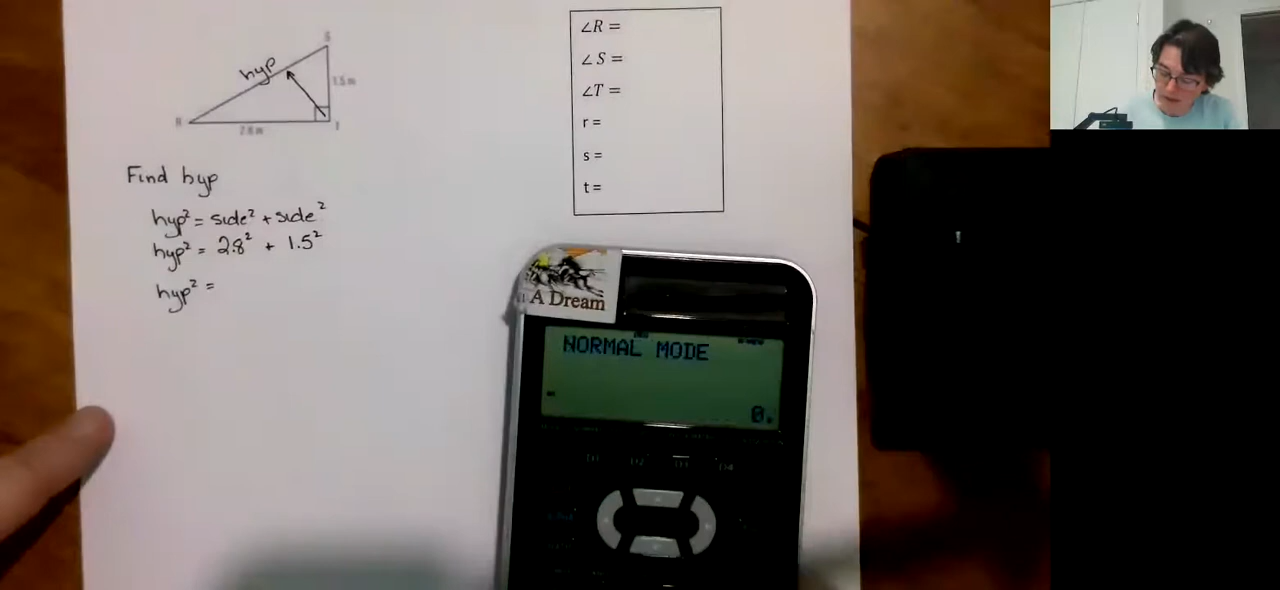 S
hyp
1.5 m
R
2.8 m
Find hyp
hyp² = side² + side²
hyp² = 2.8² + 1.5²
hyp² =
∠R =
∠S =
∠T =
r =
s =
t =
A Dream
NORMAL MODE
0.